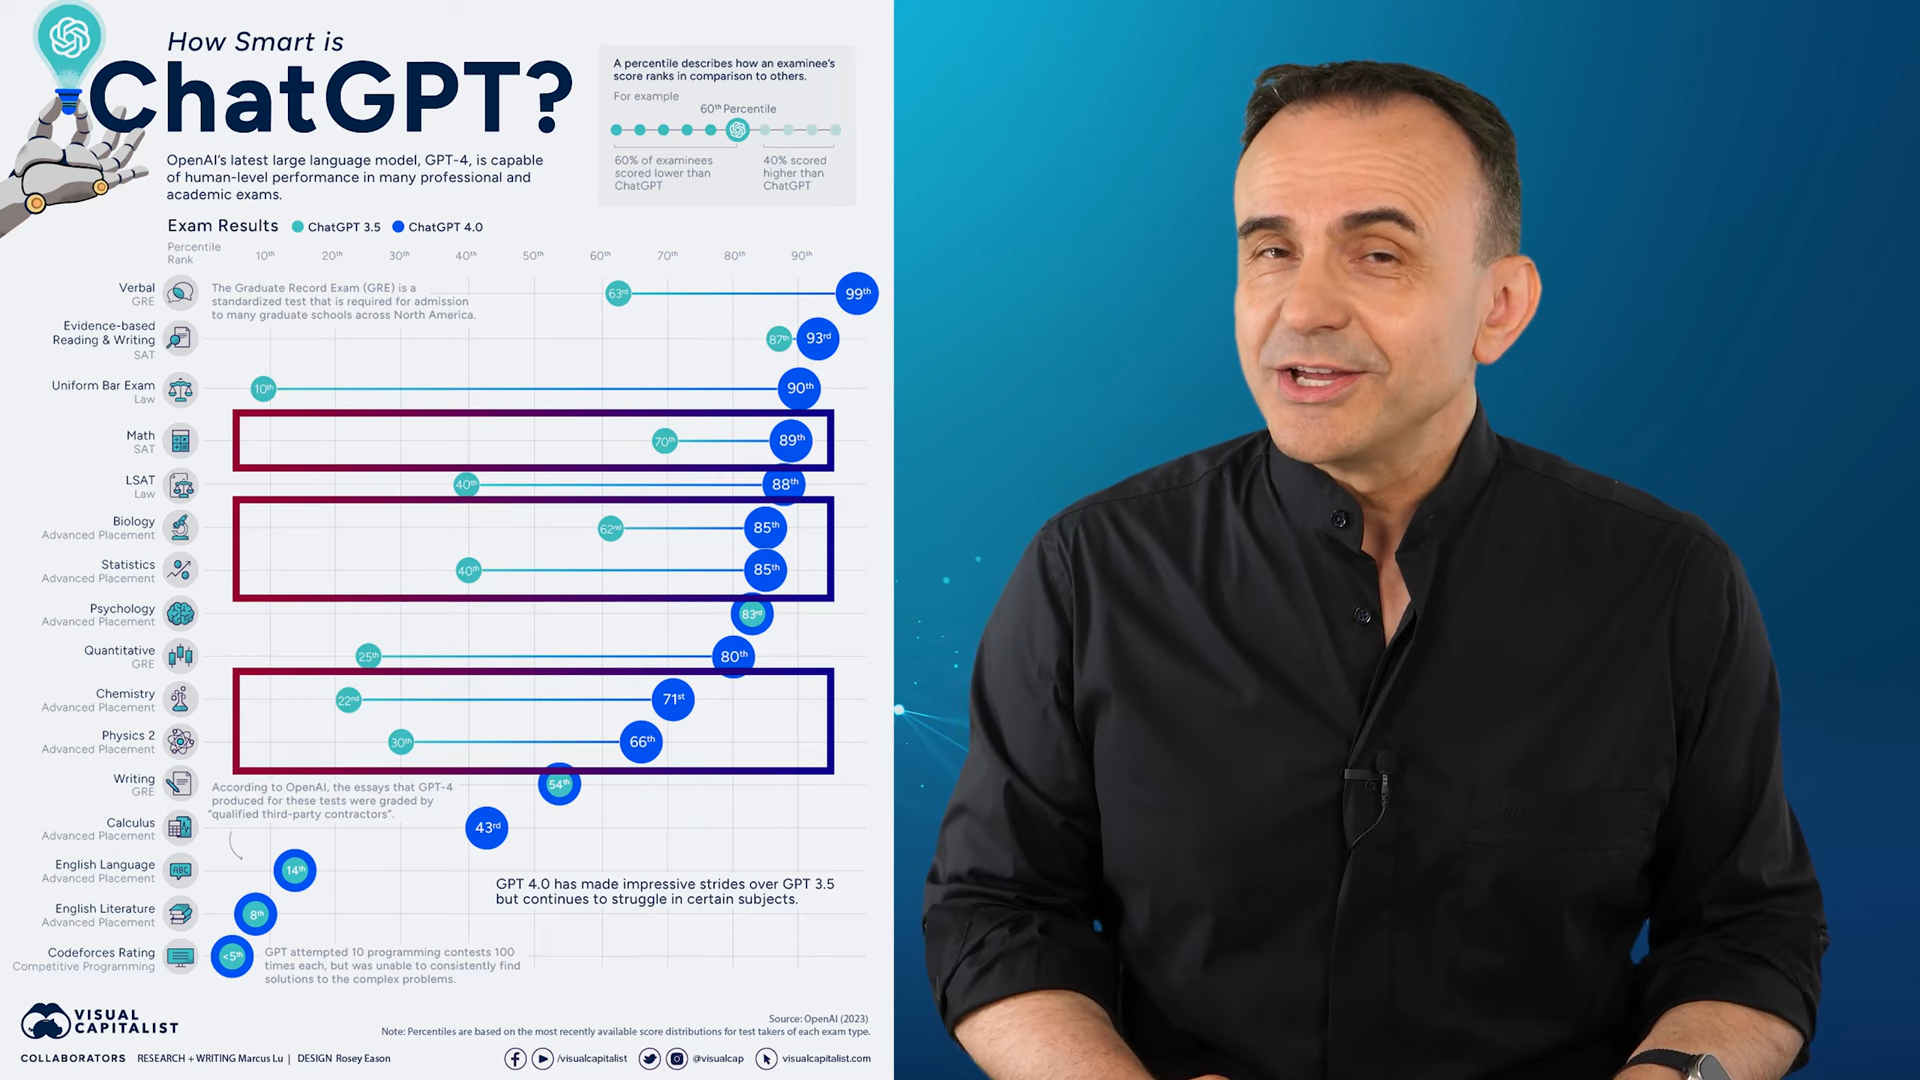 How Smart is
ChatGPT?
OpenAI's latest large language model, GPT-4, is capable
of human-level performance in many professional and
academic exams.
A percentile describes how an examinee's
score ranks in comparison to others.
For example
60th Percentile
60% of examinees
scored lower than
ChatGPT
40% scored
higher than
ChatGPT
Exam Results
ChatGPT 3.5
ChatGPT 4.0
Percentile
Rank
10th 20th 30th 40th 50th 60th 70th 80th 90th
Verbal
GRE
The Graduate Record Exam (GRE) is a
standardized test that is required for admission
to many graduate schools across North America.
63rd
99th
Evidence-based
Reading & Writing
SAT
87th
93rd
Uniform Bar Exam
Law
10th
90th
Math
SAT
70th
89th
LSAT
Law
40th
88th
Biology
Advanced Placement
62nd
85th
Statistics
Advanced Placement
40th
85th
Psychology
Advanced Placement
83rd
Quantitative
GRE
25th
80th
Chemistry
Advanced Placement
22nd
71st
Physics 2
Advanced Placement
30th
66th
Writing
GRE
54th
According to OpenAI, the essays that GPT-4
produced for these tests were graded by
"qualified third-party contractors".
Calculus
Advanced Placement
43rd
English Language
Advanced Placement
ABC
14th
GPT 4.0 has made impressive strides over GPT 3.5
but continues to struggle in certain subjects.
English Literature
Advanced Placement
8th
Codeforces Rating
Competitive Programming
<5th
GPT attempted 10 programming contests 100
times each, but was unable to consistently find
solutions to the complex problems.
VISUAL
CAPITALIST
Source: OpenAI (2023)
Note: Percentiles are based on the most recently available score distributions for test takers of each exam type.
COLLABORATORS RESEARCH + WRITING Marcus Lu | DESIGN Rosey Eason
/visualcapitalist
@visualcap
visualcapitalist.com